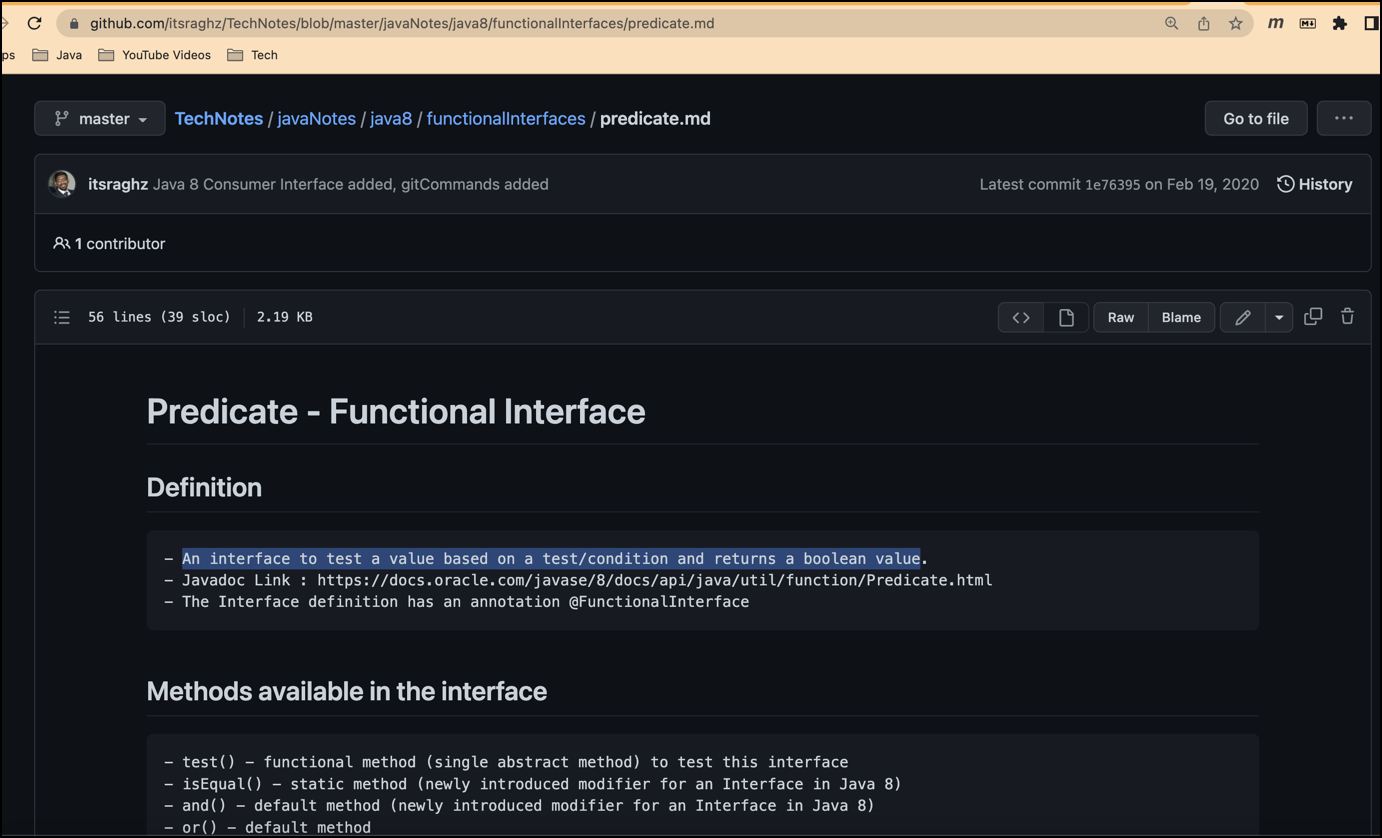 github.com/itsraghz/TechNotes/blob/master/javaNotes/java8/functionalInterfaces/predicate.md
m
M↓
ps
Java
YouTube Videos
Tech
master
TechNotes / javaNotes / java8 / functionalInterfaces / predicate.md
Go to file
...
itsraghz Java 8 Consumer Interface added, gitCommands added
Latest commit 1e76395 on Feb 19, 2020
History
1 contributor
56 lines (39 sloc)
2.19 KB
<>
Raw
Blame
Predicate - Functional Interface
Definition
- An interface to test a value based on a test/condition and returns a boolean value.
- Javadoc Link : https://docs.oracle.com/javase/8/docs/api/java/util/function/Predicate.html
- The Interface definition has an annotation @FunctionalInterface
Methods available in the interface
- test() - functional method (single abstract method) to test this interface
- isEqual() - static method (newly introduced modifier for an Interface in Java 8)
- and() - default method (newly introduced modifier for an Interface in Java 8)
- or() - default method